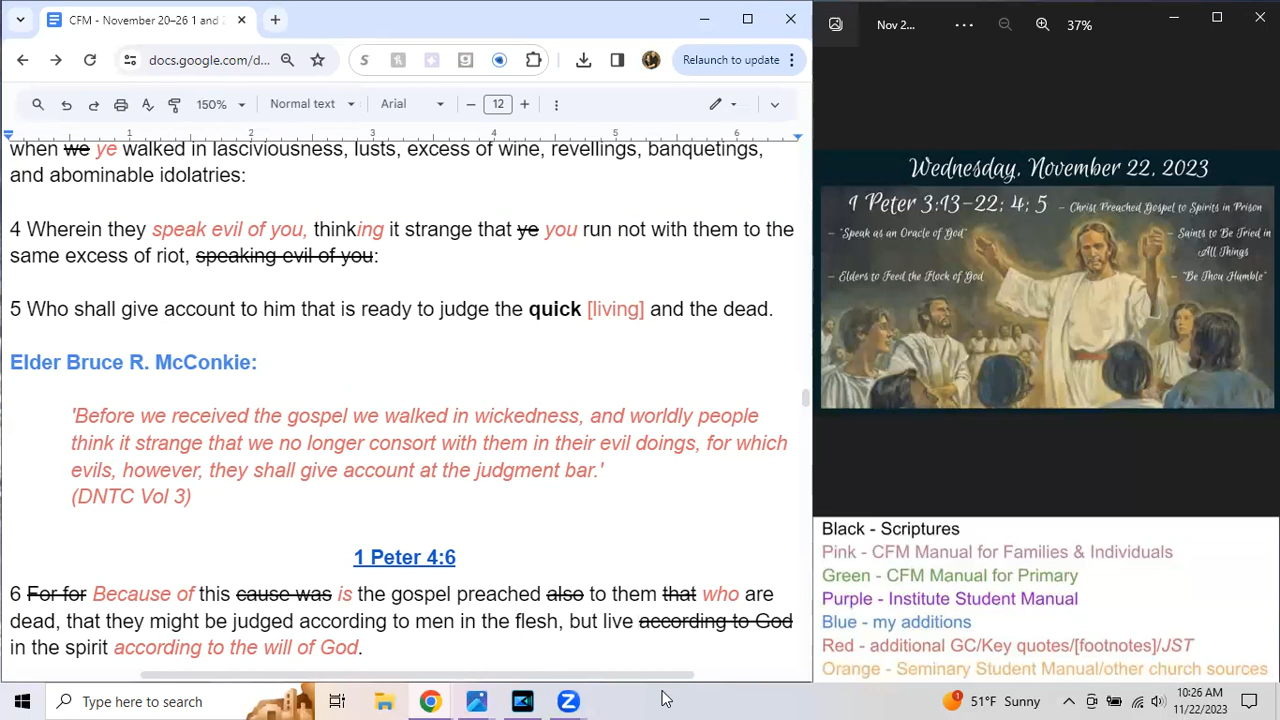 CFM - November 20–26 1 and 2
docs.google.com/d...
Relaunch to update
150%
Normal text
Arial
12
1 2 3 4 5 6
when we ye walked in lasciviousness, lusts, excess of wine, revellings, banquetings,
and abominable idolatries:
4 Wherein they speak evil of you, thinking it strange that ye you run not with them to the
same excess of riot, speaking evil of you:
5 Who shall give account to him that is ready to judge the quick [living] and the dead.
Elder Bruce R. McConkie:
'Before we received the gospel we walked in wickedness, and worldly people
think it strange that we no longer consort with them in their evil doings, for which
evils, however, they shall give account at the judgment bar.'
(DNTC Vol 3)
1 Peter 4:6
6 For for Because of this cause was is the gospel preached also to them that who are
dead, that they might be judged according to men in the flesh, but live according to God
in the spirit according to the will of God.
Nov 2...
37%
Wednesday, November 22, 2023
1 Peter 3:13-22; 4; 5
- Christ Preached Gospel to Spirits in Prison
- "Speak as an Oracle of God"
- Saints to Be Tried in
All Things
- Elders to Feed the Flock of God
- "Be Thou Humble"
Black - Scriptures
Pink - CFM Manual for Families & Individuals
Green - CFM Manual for Primary
Purple - Institute Student Manual
Blue - my additions
Red - additional GC/Key quotes/[footnotes]/JST
Orange - Seminary Student Manual/other church sources
Type here to search
1
51°F Sunny
10:26 AM
11/22/2023